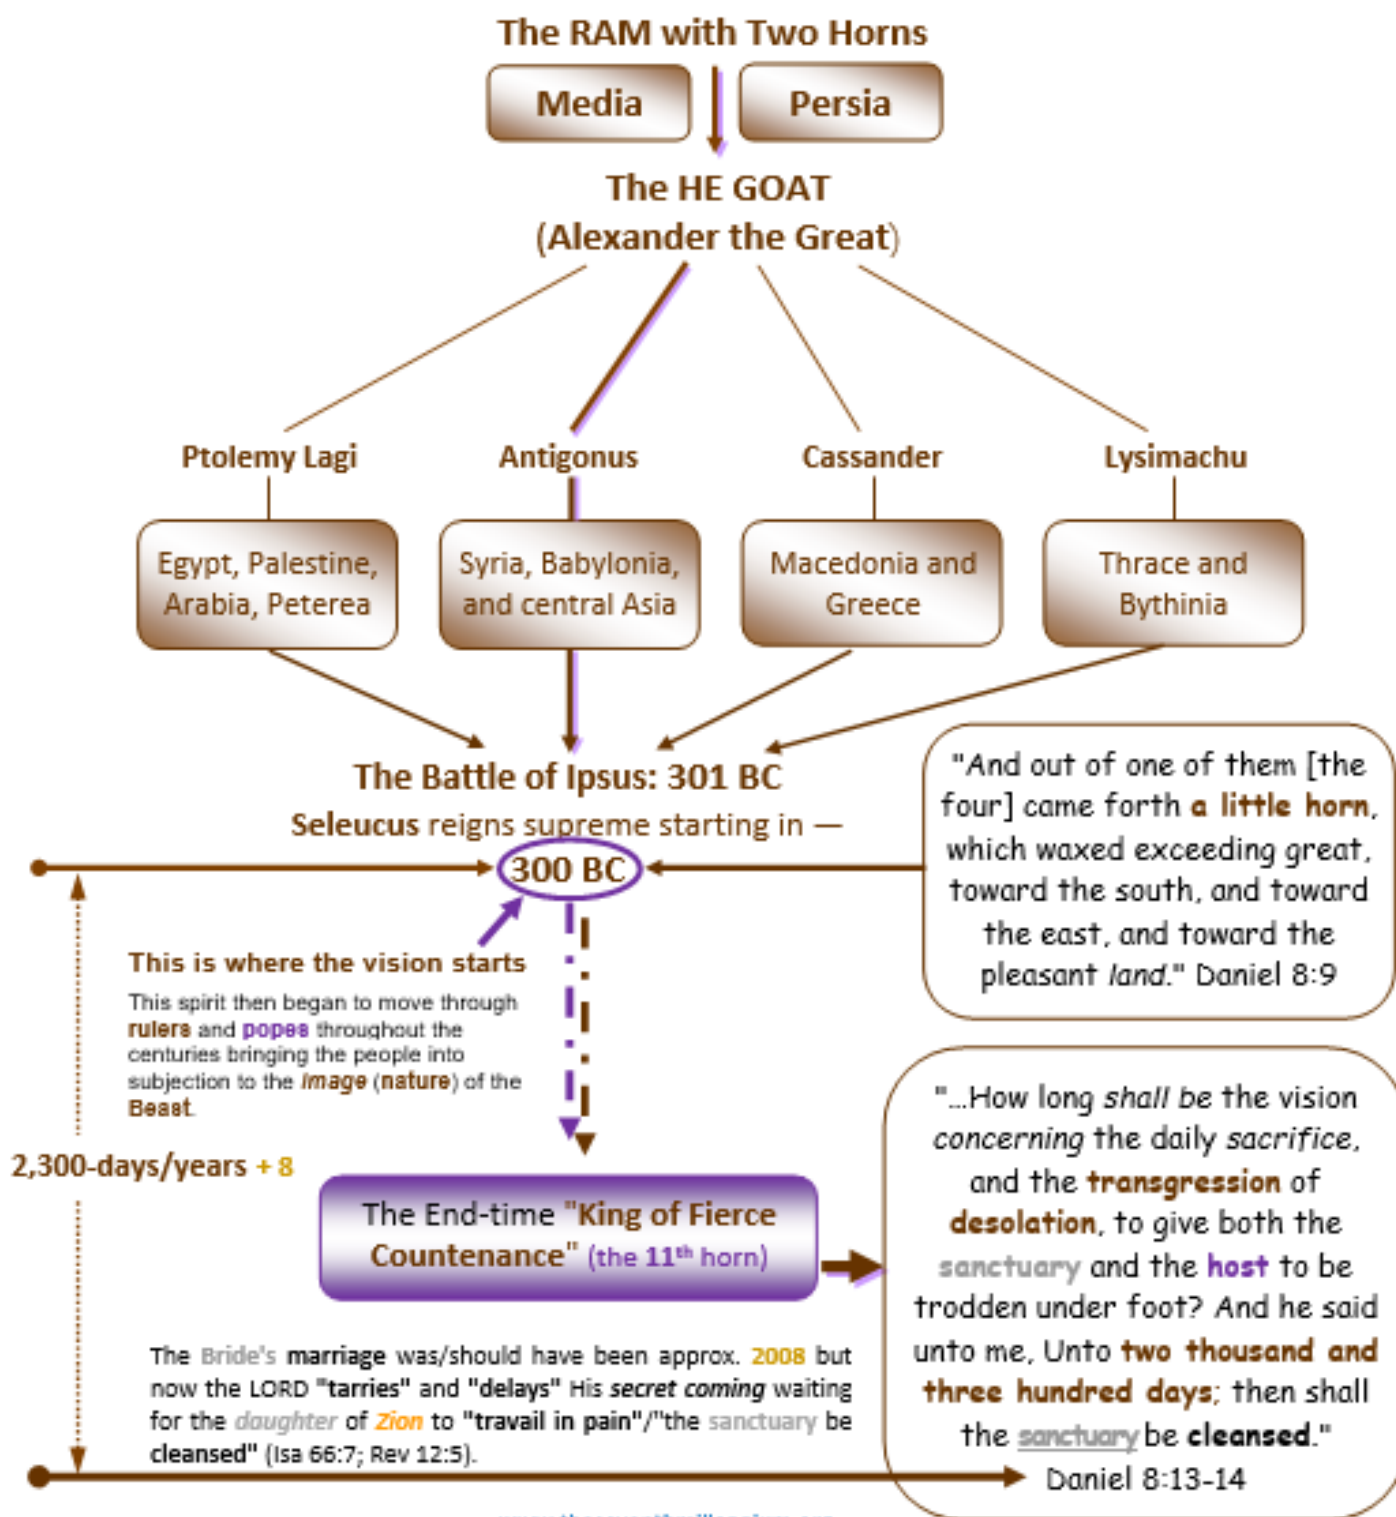 The RAM with Two Horns
Media
Persia
The HE GOAT
(Alexander the Great)
Ptolemy Lagi
Antigonus
Cassander
Lysimachu
Egypt, Palestine,
Arabia, Peterea
Syria, Babylonia,
and central Asia
Macedonia and
Greece
Thrace and
Bythinia
The Battle of Ipsus: 301 BC
Seleucus reigns supreme starting in —
300 BC
"And out of one of them [the
four] came forth a little horn,
which waxed exceeding great,
toward the south, and toward
the east, and toward the
pleasant land." Daniel 8:9
This is where the vision starts
This spirit then began to move through
rulers and popes throughout the
centuries bringing the people into
subjection to the image (nature) of the
Beast.
2,300-days/years + 8
The End-time "King of Fierce
Countenance" (the 11th horn)
"...How long shall be the vision
concerning the daily sacrifice,
and the transgression of
desolation, to give both the
sanctuary and the host to be
trodden under foot? And he said
unto me, Unto two thousand and
three hundred days; then shall
the sanctuary be cleansed."
Daniel 8:13-14
The Bride's marriage was/should have been approx. 2008 but
now the LORD "tarries" and "delays" His secret coming waiting
for the daughter of Zion to "travail in pain"/"the sanctuary be
cleansed" (Isa 66:7; Rev 12:5).